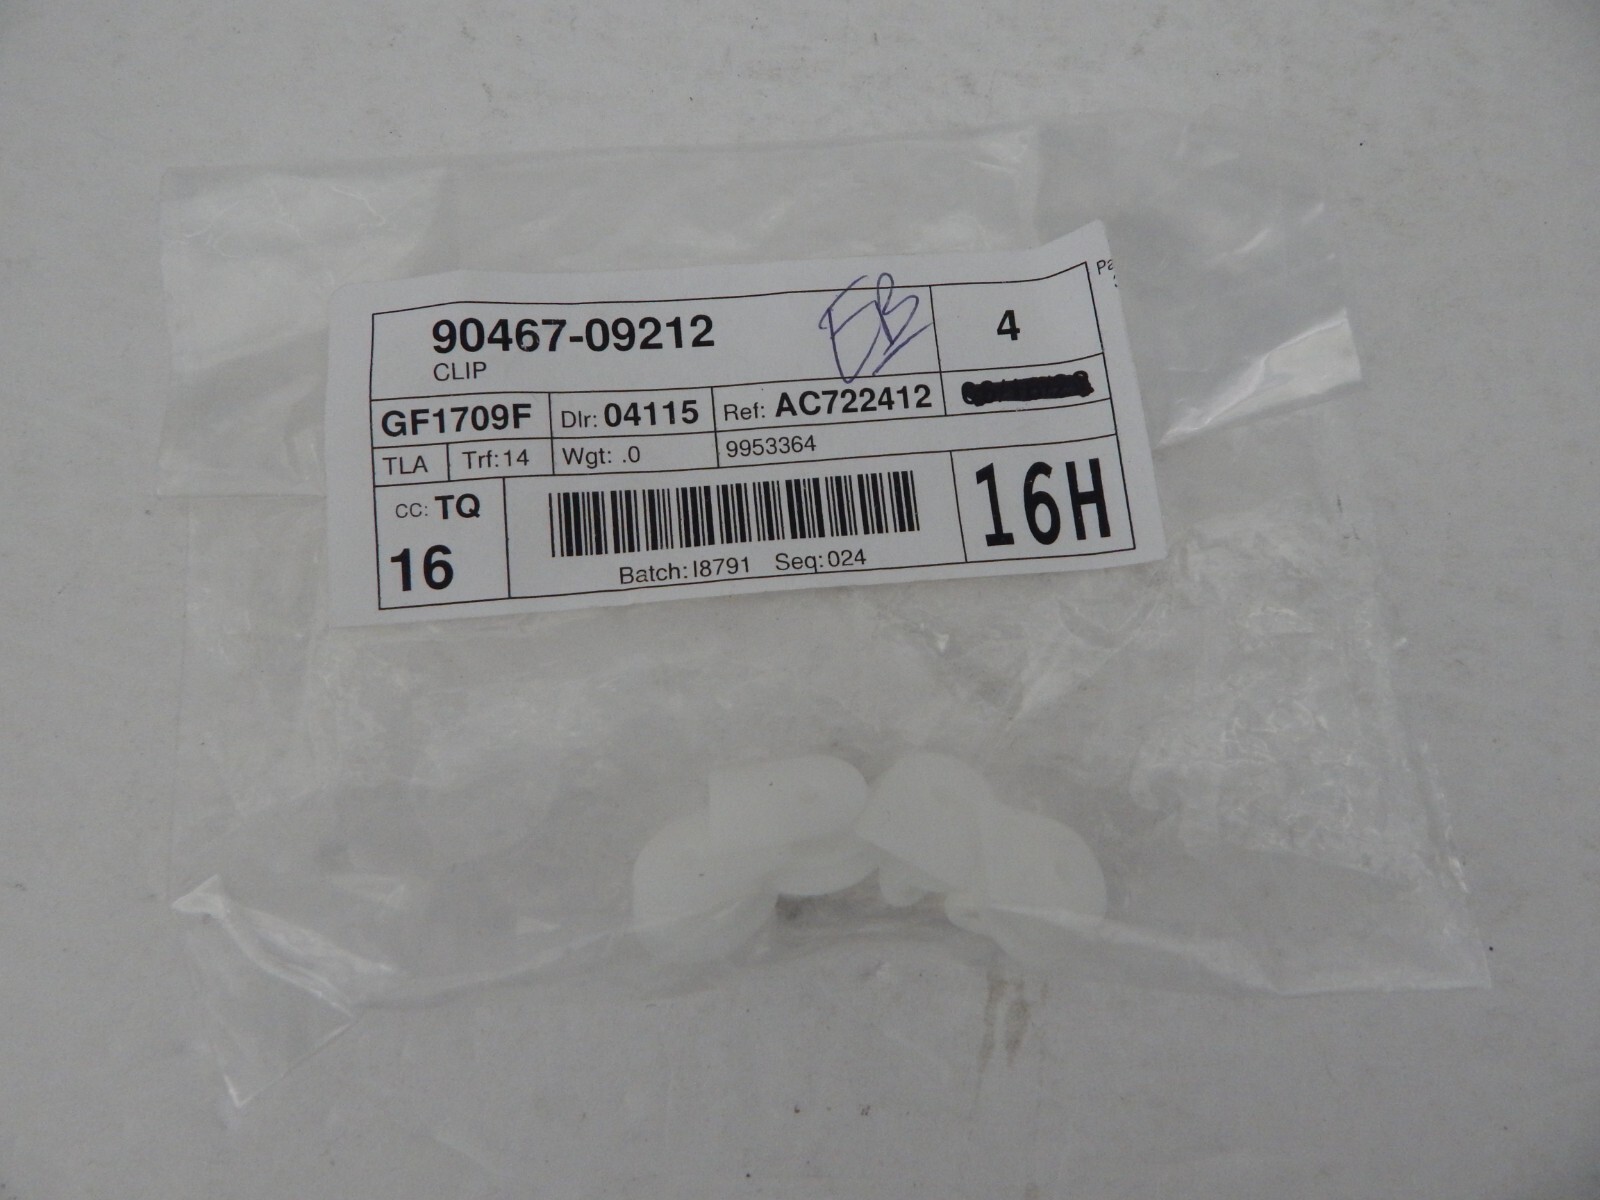 90467-09212
CLIP
EB
4
Pa
GF1709F
Dlr: 04115
Ref: AC722412
TLA
Trf: 14
Wgt: .0
9953364
CC: TQ
16
Batch: I8791 Seq: 024
16H